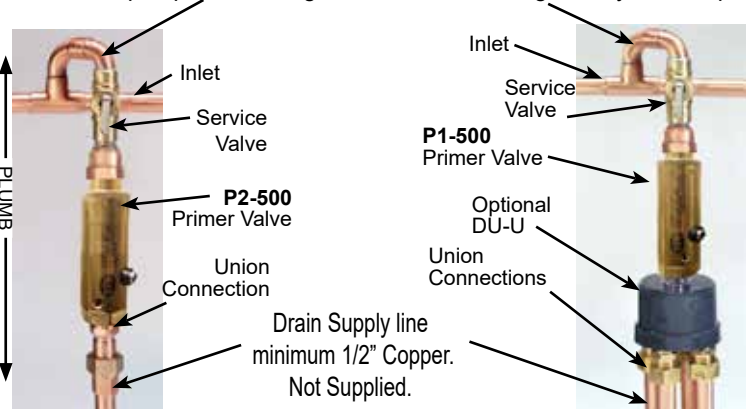 Inlet
Service
Valve
P2-500
Primer Valve
Union
Connection
PLUMB
Drain Supply line
minimum 1/2" Copper.
Not Supplied.
Inlet
Service
Valve
P1-500
Primer Valve
Optional
DU-U
Union
Connections